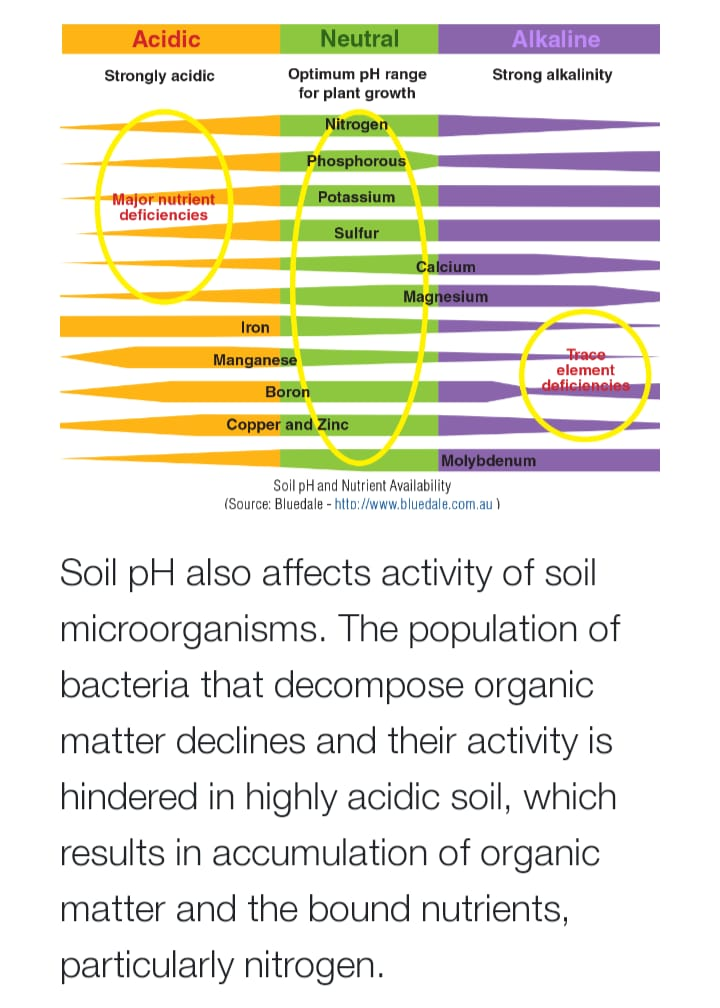 Acidic Neutral Alkaline
Strongly acidic Optimum pH range Strong alkalinity
for plant growth
Nitrogen
Phosphorous
Major nutrient Potassium
deficiencies
Sulfur
Calcium
Magnesium
Iron
Manganese Trace
element
Boron deficiencies
Copper and Zinc
Molybdenum
Soil pH and Nutrient Availability
(Source: Bluedale - http://www.bluedale.com.au )
Soil pH also affects activity of soil
microorganisms. The population of
bacteria that decompose organic
matter declines and their activity is
hindered in highly acidic soil, which
results in accumulation of organic
matter and the bound nutrients,
particularly nitrogen.